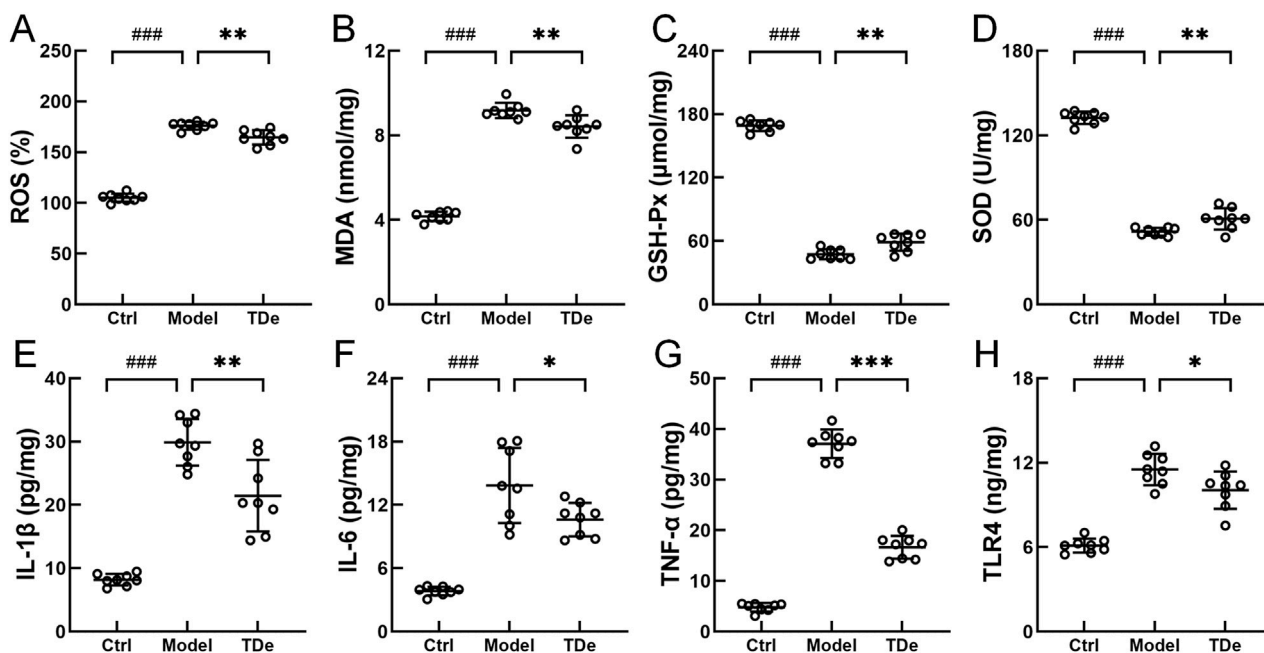 A
ROS (%)
250
200
150
100
50
0
###
**
Ctrl
Model
TDe
B
MDA (nmol/mg)
12
8
4
0
###
**
Ctrl
Model
TDe
C
GSH-Px (μmol/mg)
240
180
120
60
0
###
**
Ctrl
Model
TDe
D
SOD (U/mg)
180
120
60
0
###
**
Ctrl
Model
TDe
E
IL-1β (pg/mg)
40
30
20
10
0
###
**
Ctrl
Model
TDe
F
IL-6 (pg/mg)
24
18
12
6
0
###
*
Ctrl
Model
TDe
G
TNF-α (pg/mg)
50
40
30
20
10
0
###
***
Ctrl
Model
TDe
H
TLR4 (ng/mg)
18
12
6
0
###
*
Ctrl
Model
TDe